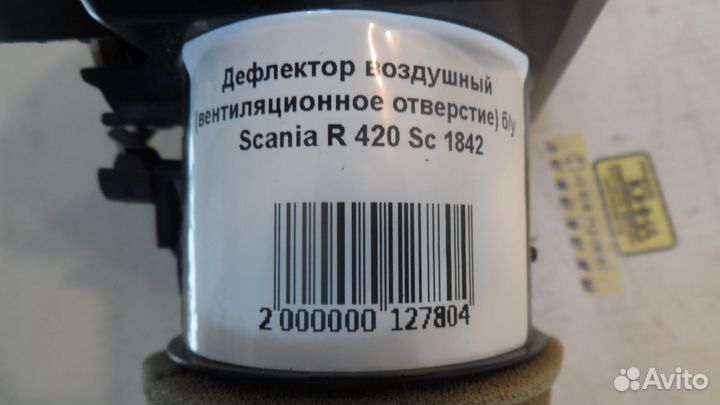 Дефлектор воздушный
(вентиляционное отверстие) б/у
Scania R 420 Sc 1842
2 000000 127804
Avito